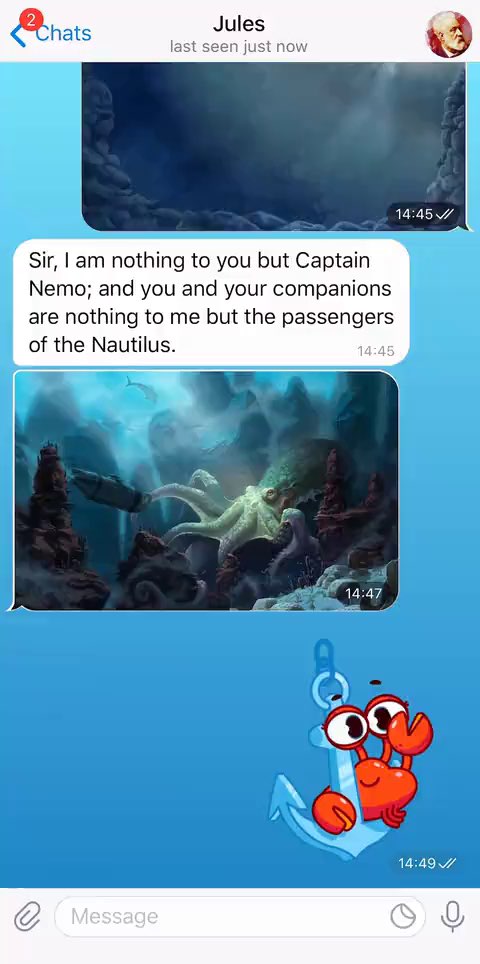 2
Chats
Jules
last seen just now
14:45
Sir, I am nothing to you but Captain
Nemo; and you and your companions
are nothing to me but the passengers
of the Nautilus.
14:45
14:47
14:49
Message